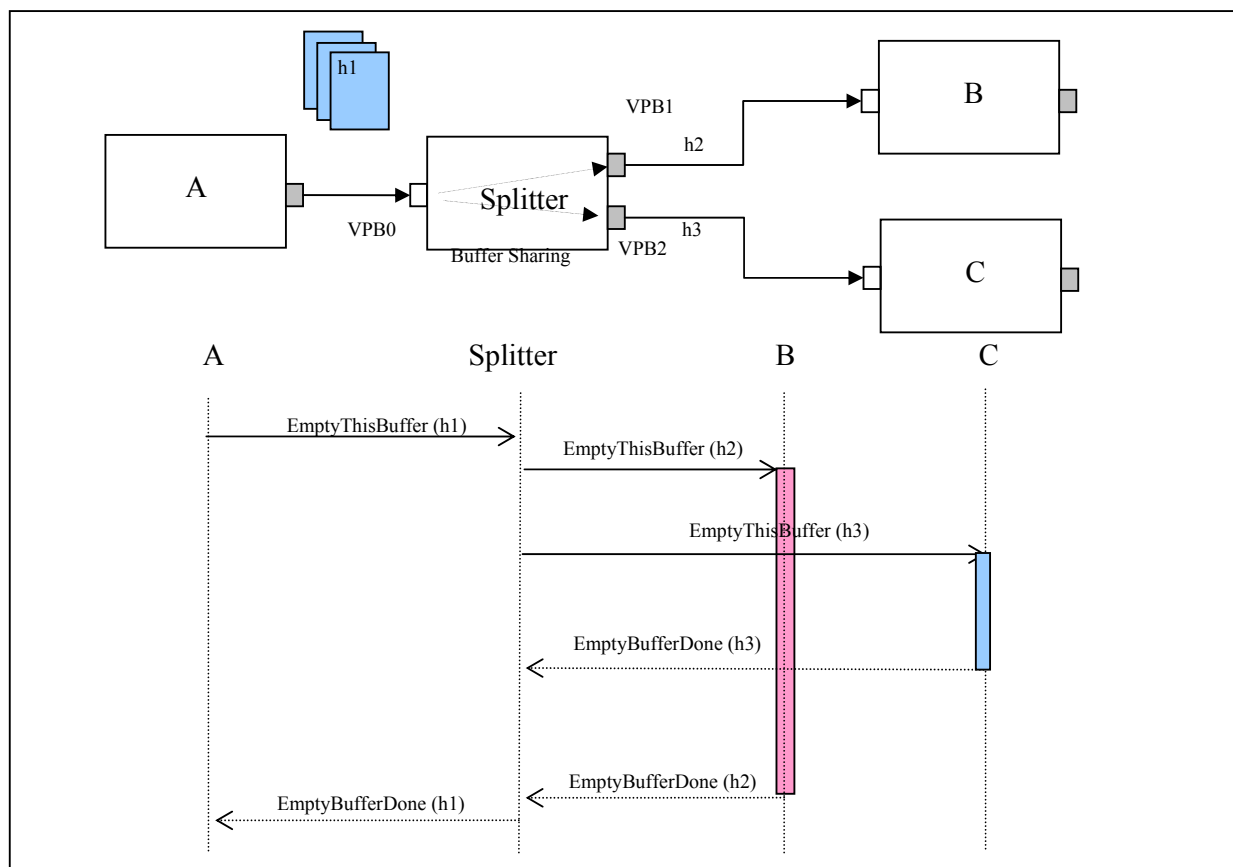 h1
VPB1
B
h2
A
Splitter
VPB0
h3
VPB2
Buffer Sharing
C
A
Splitter
B
C
EmptyThisBuffer (h1)
EmptyThisBuffer (h2)
EmptyThisBuffer (h3)
EmptyBufferDone (h3)
EmptyBufferDone (h2)
EmptyBufferDone (h1)